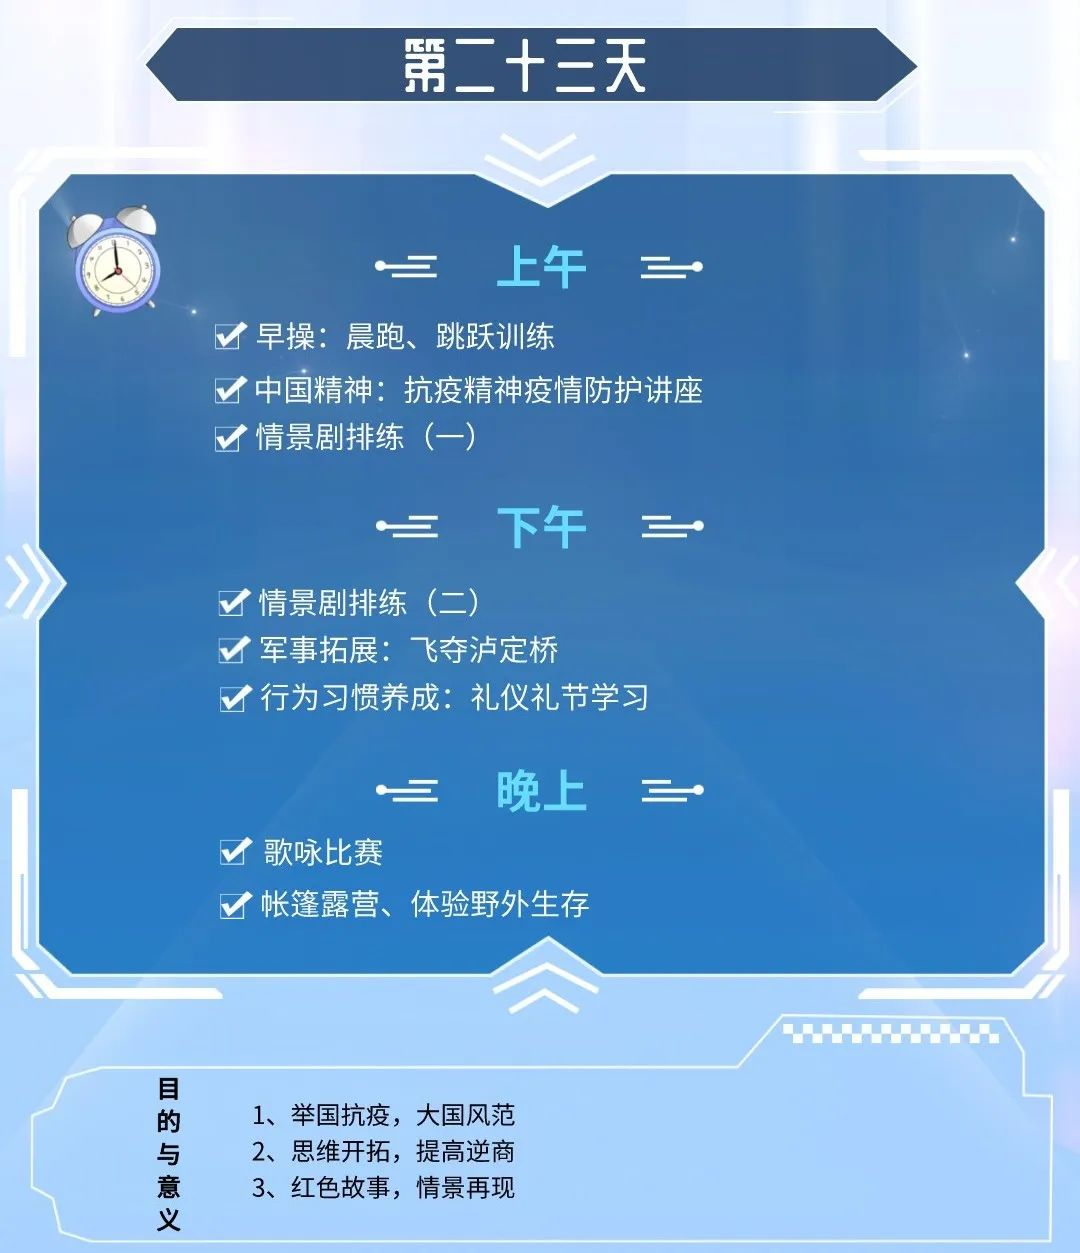 第二十三天
上午
早操：晨跑、跳跃训练
中国精神：抗疫精神疫情防护讲座
情景剧排练（一）
下午
情景剧排练（二）
军事拓展：飞夺泸定桥
行为习惯养成：礼仪礼节学习
晚上
歌咏比赛
帐篷露营、体验野外生存
目的与意义
1、举国抗疫，大国风范
2、思维开拓，提高逆商
3、红色故事，情景再现